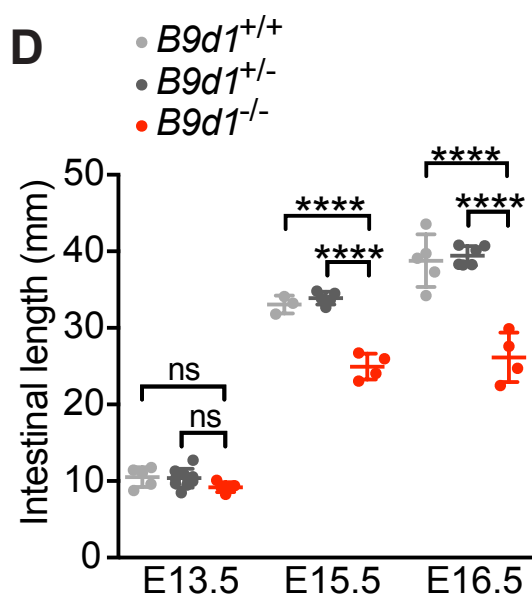 D
B9d1+/+
B9d1+/-
B9d1-/-
Intestinal length (mm)
50
40
30
20
10
0
ns
ns
****
****
****
****
E13.5 E15.5 E16.5